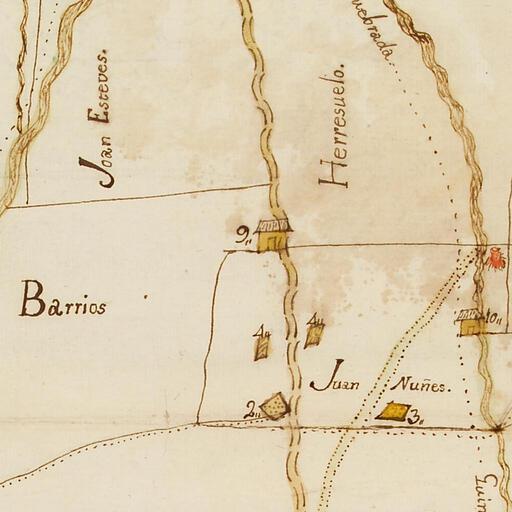 quebrada.
Joan Esteves.
Herresuelo.
9,,
Barrios
10,,
4,,
4,,
Juan Nuñes.
2,,
3,,